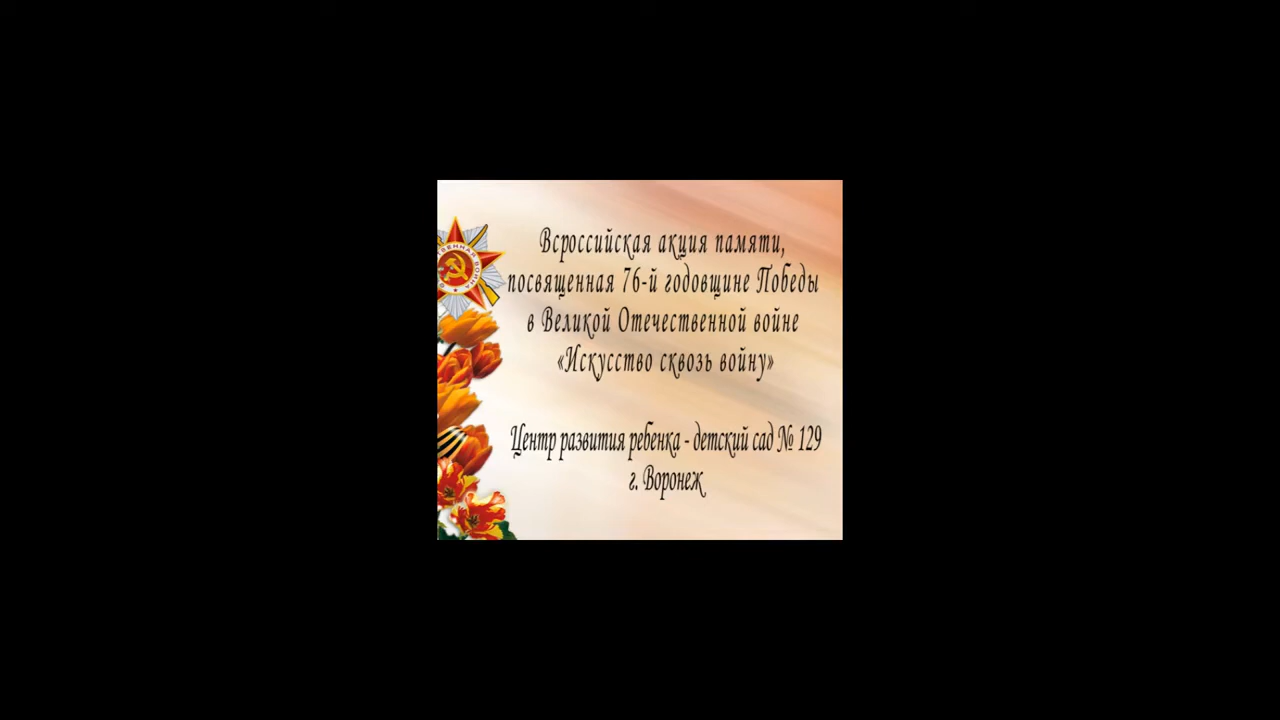 Всероссийская акция памяти,
посвященная 76-й годовщине Победы
в Великой Отечественной войне
«Искусство сквозь войну»
Центр развития ребенка - детский сад № 129
г. Воронеж